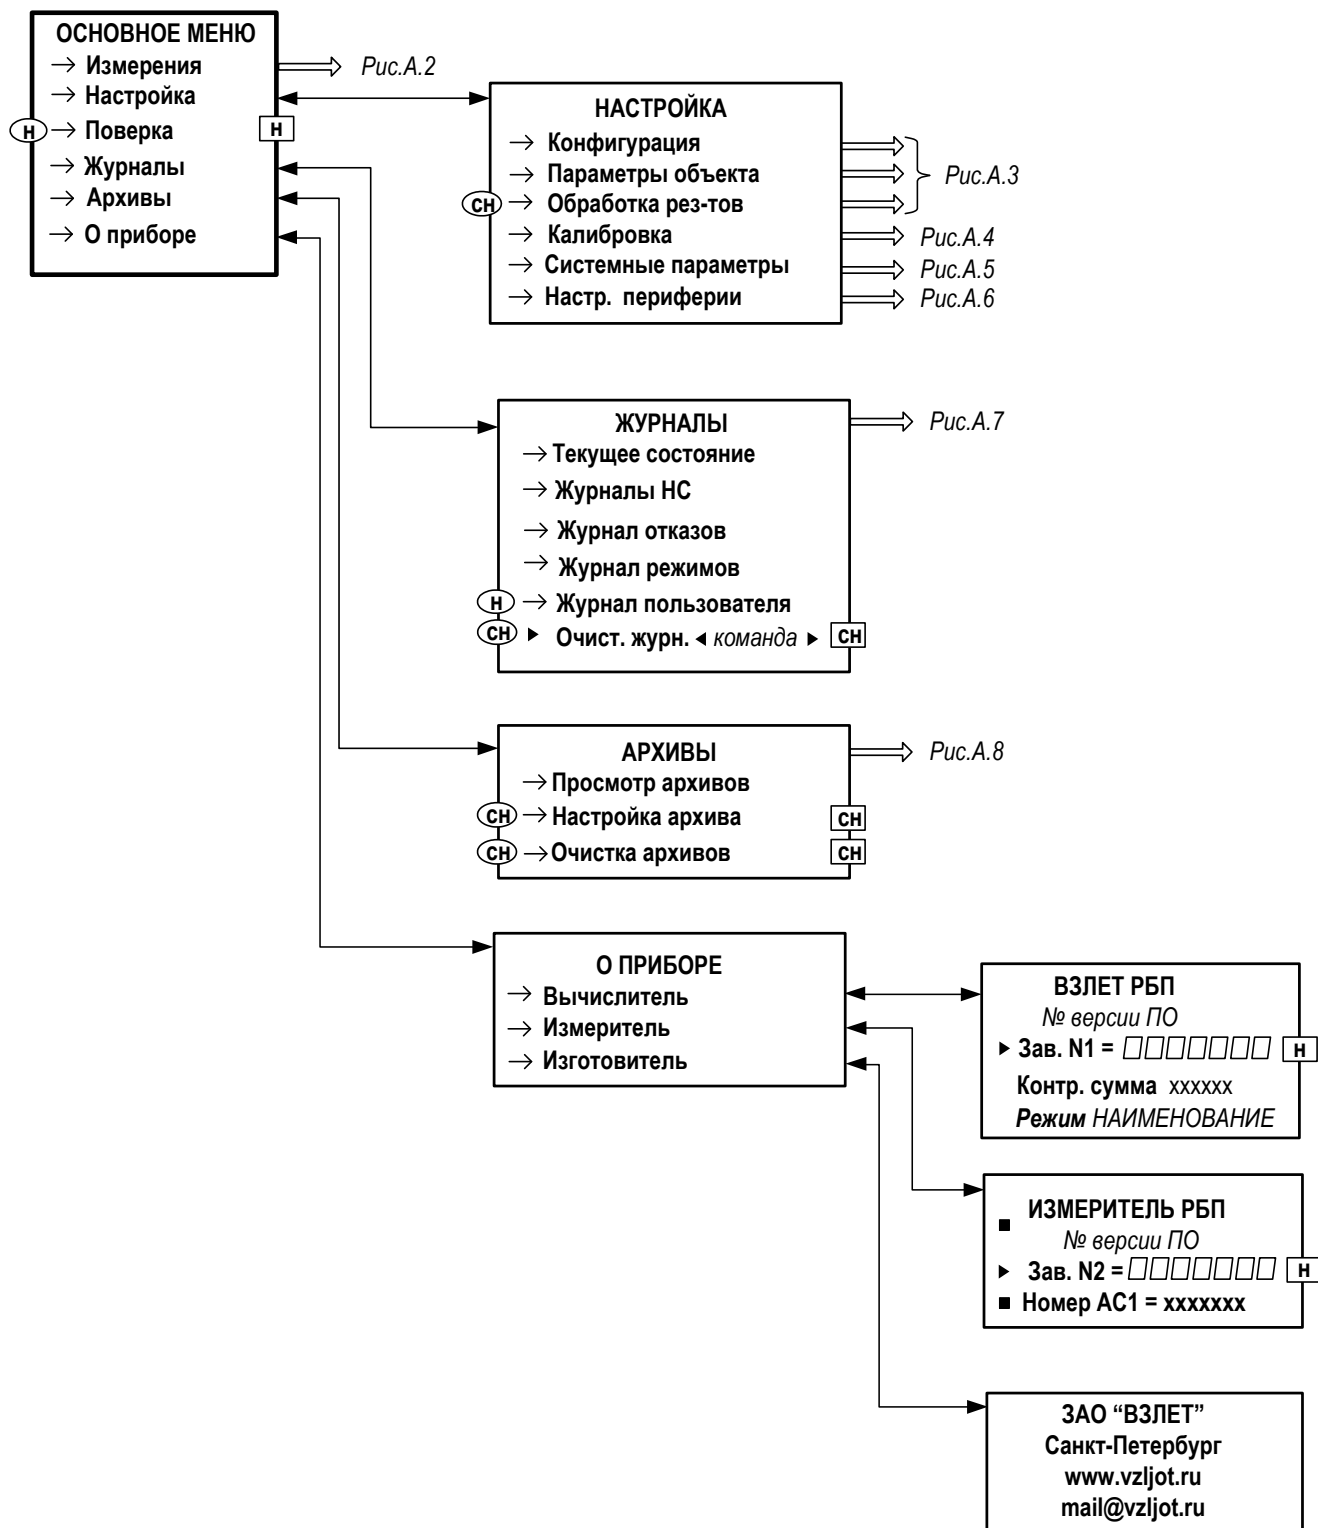 ОСНОВНОЕ МЕНЮ
→ Измерения
→ Настройка
Н → Поверка Н
→ Журналы
→ Архивы
→ О приборе
Рис.А.2
НАСТРОЙКА
→ Конфигурация
→ Параметры объекта
СН → Обработка рез-тов
→ Калибровка
→ Системные параметры
→ Настр. периферии
Рис.А.3
Рис.А.4
Рис.А.5
Рис.А.6
ЖУРНАЛЫ
→ Текущее состояние
→ Журналы НС
→ Журнал отказов
→ Журнал режимов
Н → Журнал пользователя
СН ▶ Очист. журн. ◀ команда ▶ СН
Рис.А.7
АРХИВЫ
→ Просмотр архивов
СН → Настройка архива СН
СН → Очистка архивов СН
Рис.А.8
О ПРИБОРЕ
→ Вычислитель
→ Измеритель
→ Изготовитель
ВЗЛЕТ РБП
№ версии ПО
▶ Зав. N1 = □□□□□□□ Н
Контр. сумма xxxxxx
Режим НАИМЕНОВАНИЕ
■ ИЗМЕРИТЕЛЬ РБП
№ версии ПО
▶ Зав. N2 = □□□□□□□ Н
■ Номер АС1 = xxxxxxx
ЗАО “ВЗЛЕТ”
Санкт-Петербург
www.vzljot.ru
mail@vzljot.ru